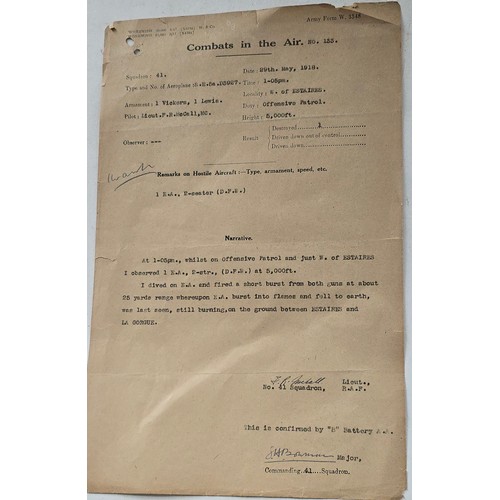 Army Form W. 3348
Combats in the Air. No. 133.
Squadron: 41.
Date: 29th. May, 1918.
Type and No. of Aeroplane: S.E.5a.
Time: 1-05pm.
Locality: N. of ESTAIRES.
Armament: 1 Vickers, 1 Lewis.
Duty: Offensive Patrol.
Pilot: Lieut.F.R.McCall,MC.
Height: 5,000ft.
Observer: ---
Result
Destroyed 1
Driven down out of control
Driven down
Remarks on Hostile Aircraft:—Type, armament, speed, etc.
1 E.A., 2-seater (D.F.W.)
Narrative.
At 1-05pm., whilst on Offensive Patrol and just N. of ESTAIRES
I observed 1 E.A., 2-str., (D.F.W.) at 5,000ft.
I dived on E.A. and fired a short burst from both guns at about
25 yards range whereupon E.A. burst into flames and fell to earth,
was last seen, still burning,on the ground between ESTAIRES and
LA GORGUE.
Lieut.,
No. 41 Squadron, R.A.F.
This is confirmed by "R" Battery A.A.
Major,
Commanding 41 Squadron.